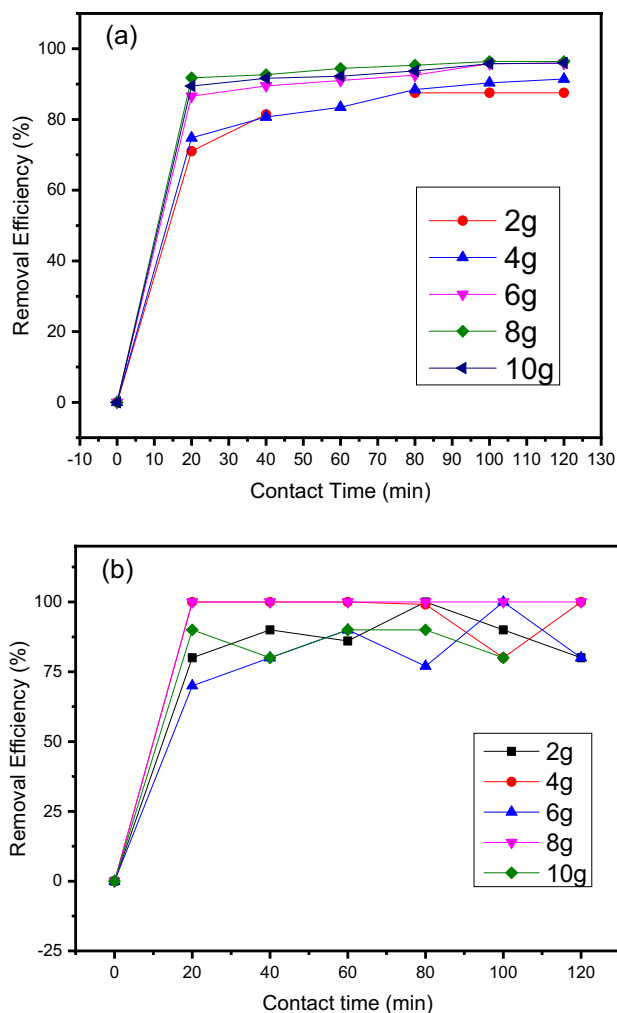 (a)
100
80
60
40
20
0
Removal Efficiency (%)
2g
4g
6g
8g
10g
-10 0 10 20 30 40 50 60 70 80 90 100 110 120 130
Contact Time (min)
(b)
100
75
50
25
0
-25
Removal Efficiency (%)
2g
4g
6g
8g
10g
0 20 40 60 80 100 120
Contact time (min)